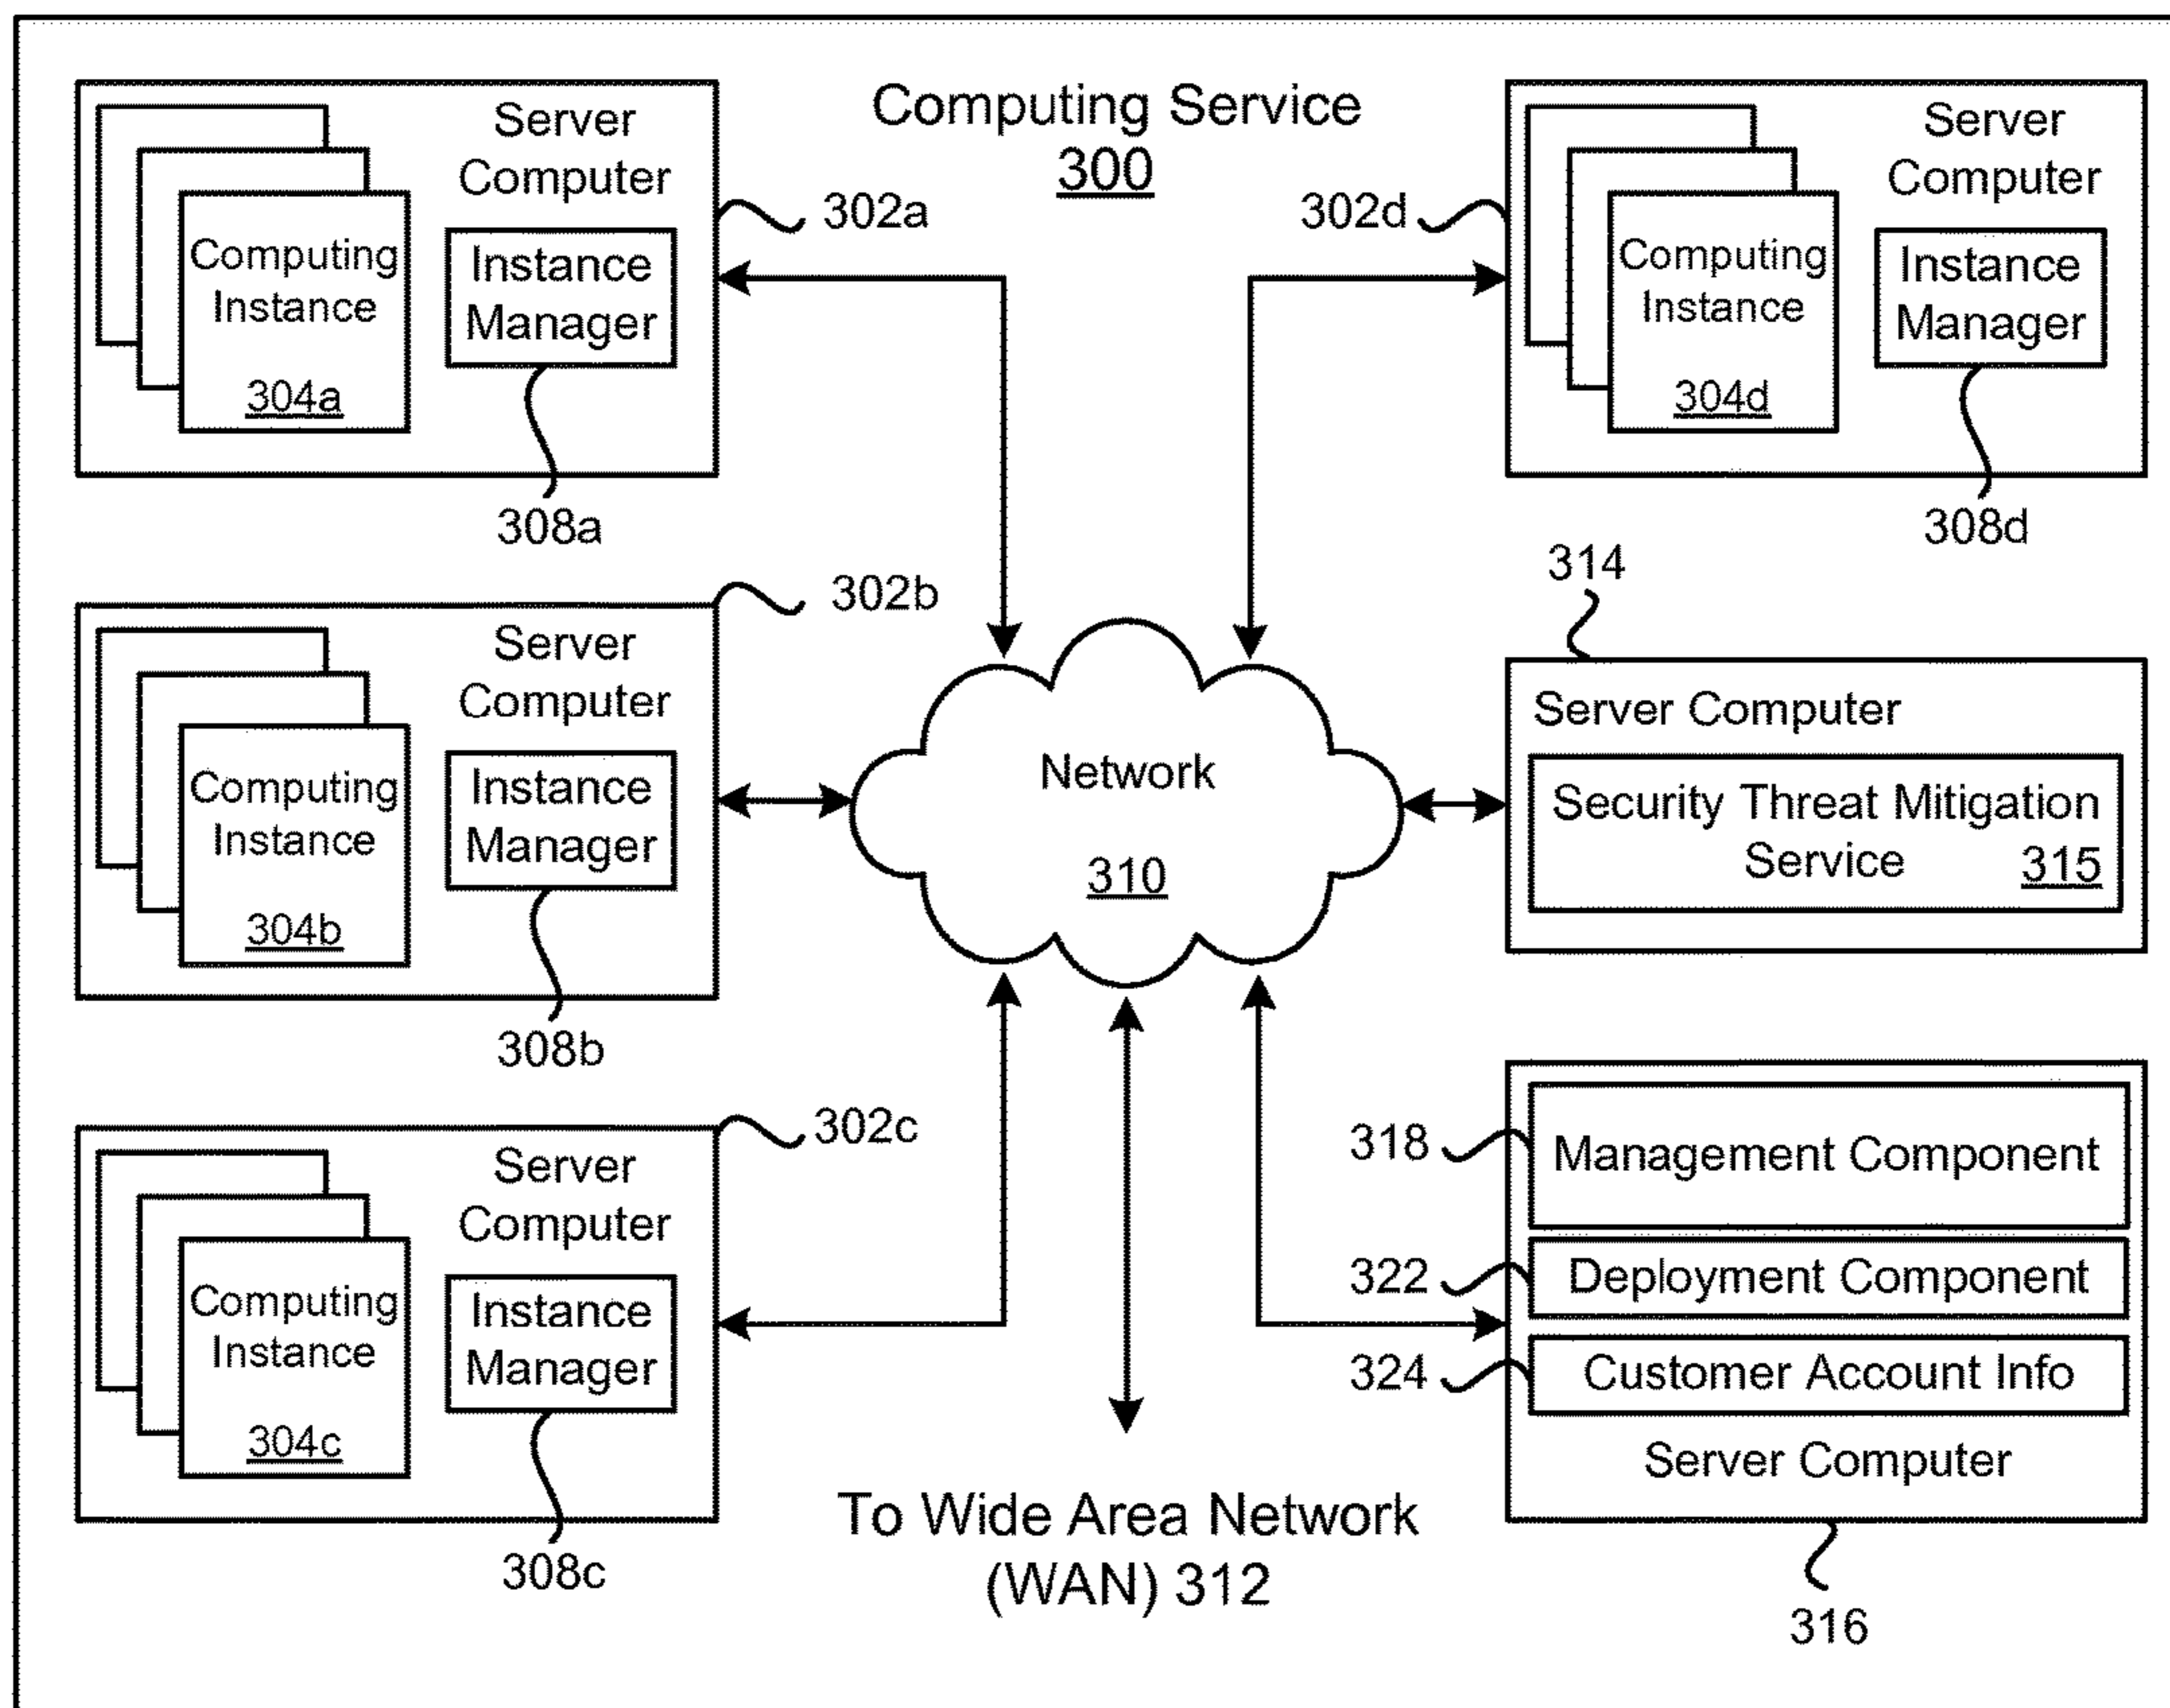 Computing Service
300
Server
Computer
302a
Computing
Instance
304a
Instance
Manager
308a
302d
Server
Computer
Computing
Instance
304d
Instance
Manager
308d
302b
Server
Computer
Computing
Instance
304b
Instance
Manager
308b
Network
310
314
Server Computer
Security Threat Mitigation
Service 315
302c
Server
Computer
Computing
Instance
304c
Instance
Manager
308c
318
Management Component
322
Deployment Component
324
Customer Account Info
Server Computer
316
To Wide Area Network
(WAN) 312